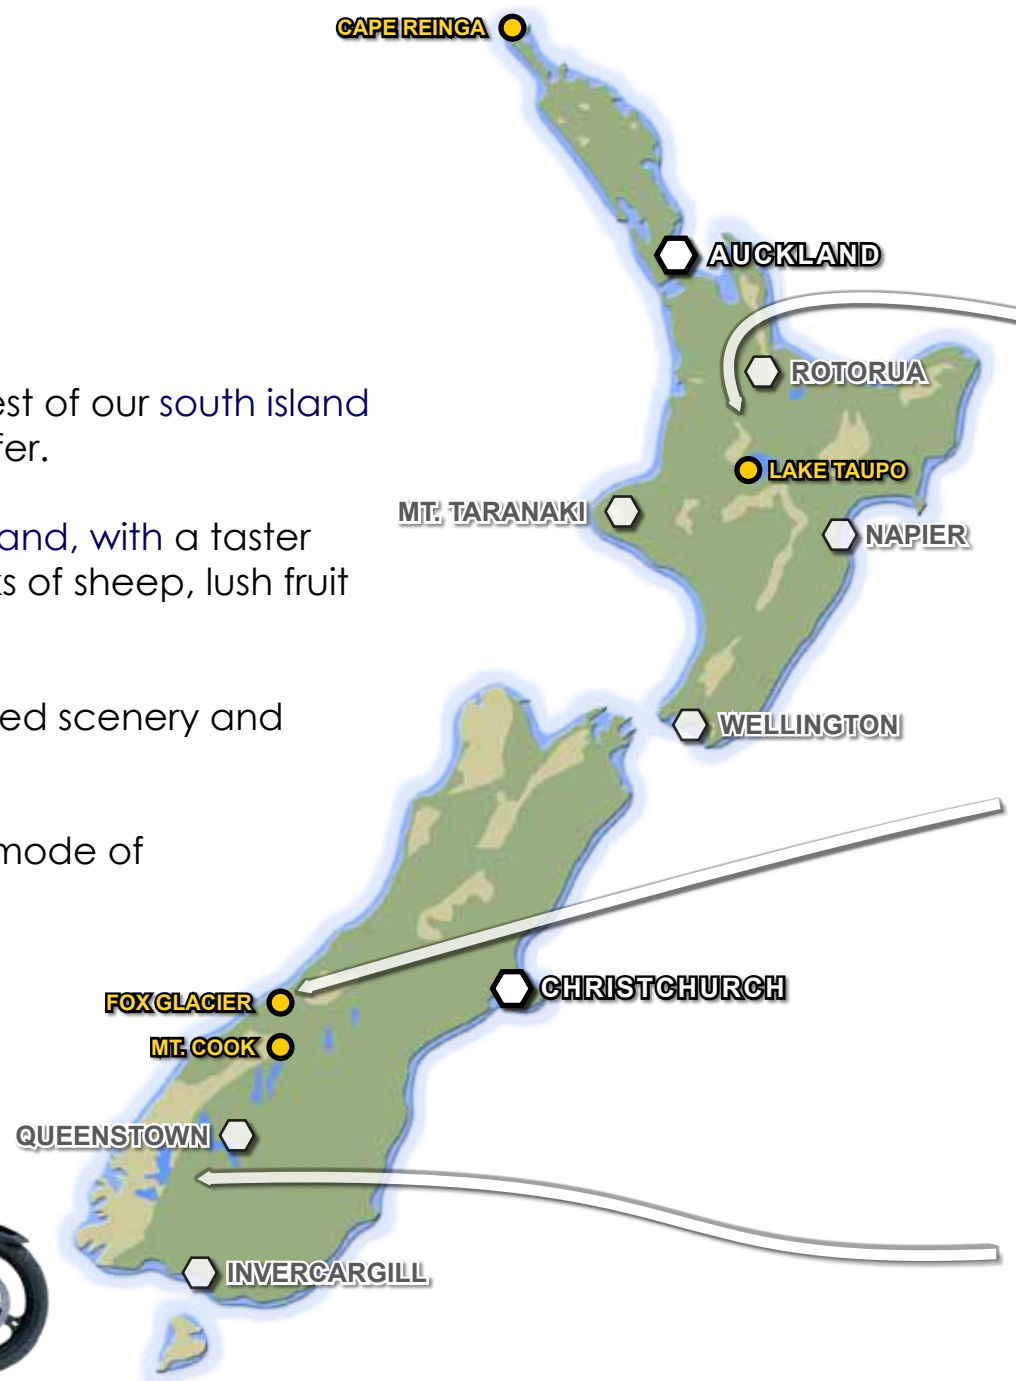 CAPE REINGA
AUCKLAND
ROTORUA
est of our south island
fer.
LAKE TAUPO
MT. TARANAKI
and, with a taster
NAPIER
ks of sheep, lush fruit
ed scenery and
WELLINGTON
mode of
CHRISTCHURCH
FOX GLACIER
MT. COOK
QUEENSTOWN
INVERCARGILL